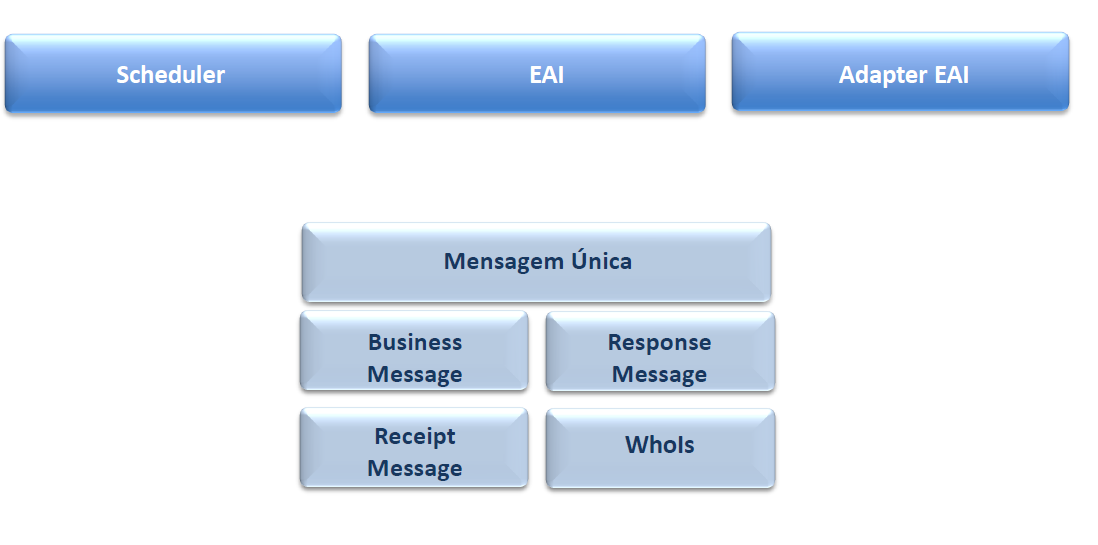 Scheduler
EAI
Adapter EAI
Mensagem Única
Business
Message
Response
Message
Receipt
Message
WhoIs